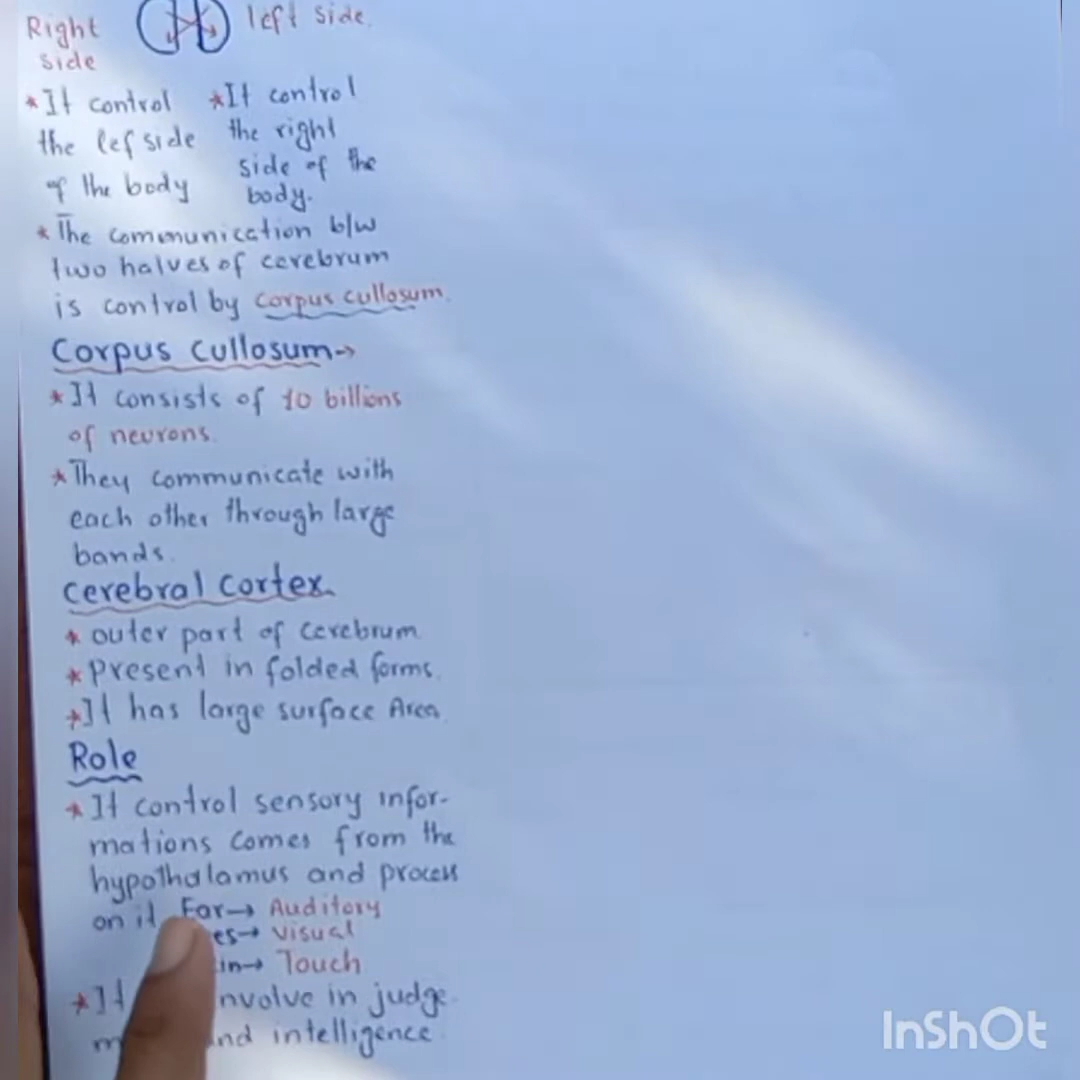 Right left side.
side
*It control *It control
the lef side the right
of the body side of the
body.
*The communication b/w
two halves of cerebrum
is control by corpus cullosum.
Corpus Cullosum→
*It consists of 10 billions
of neurons.
*They communicate with
each other through large
bands.
Cerebral Cortex.
* outer part of cerebrum
* Present in folded forms.
*It has large surface Area
Role
*It control sensory infor-
mations comes from the
hypothalamus and process
on it Ear→ Auditory
es→ Visual
in→ Touch
*It nvolve in judge-
m nd intelligence.
InShOt